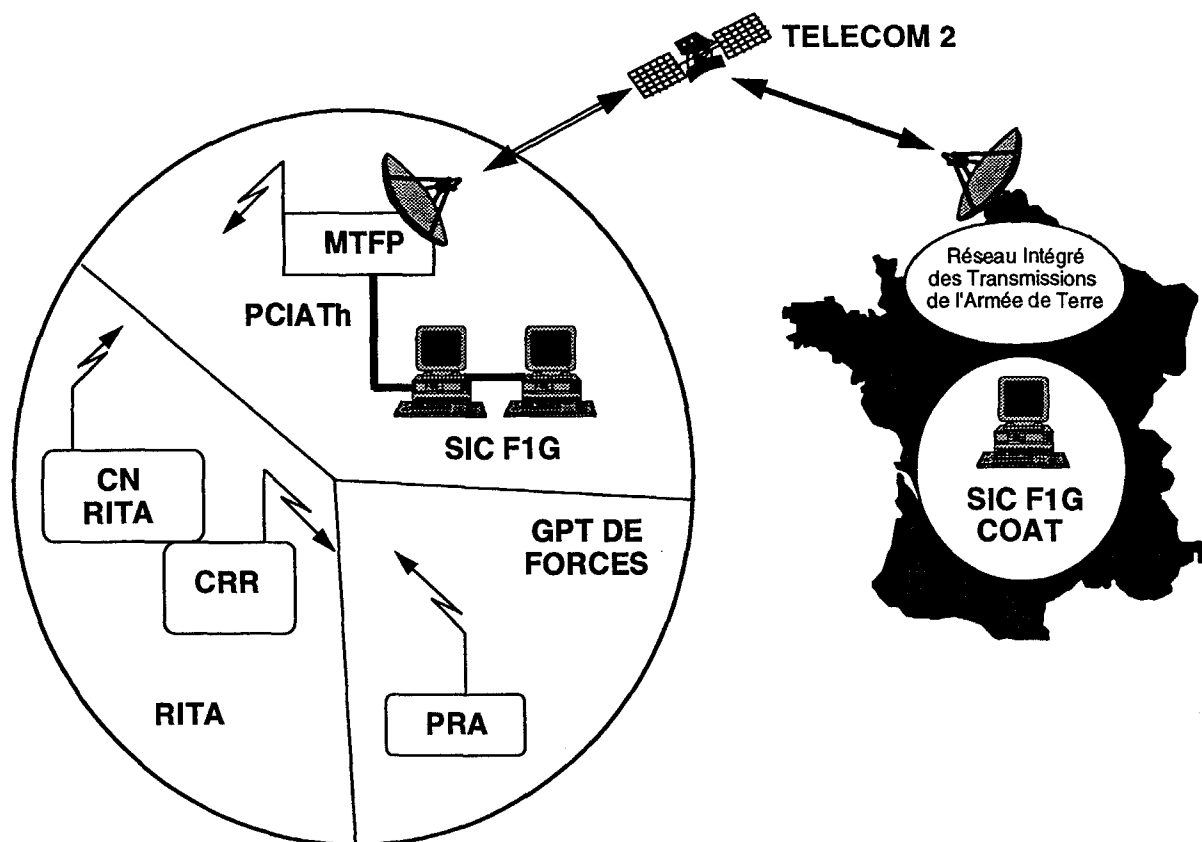 TELECOM 2
MTFP
PCIATh
SIC F1G
CN
RITA
CRR
RITA
GPT DE
FORCES
PRA
Réseau Intégré
des Transmissions
de l'Armée de Terre
SIC F1G
COAT